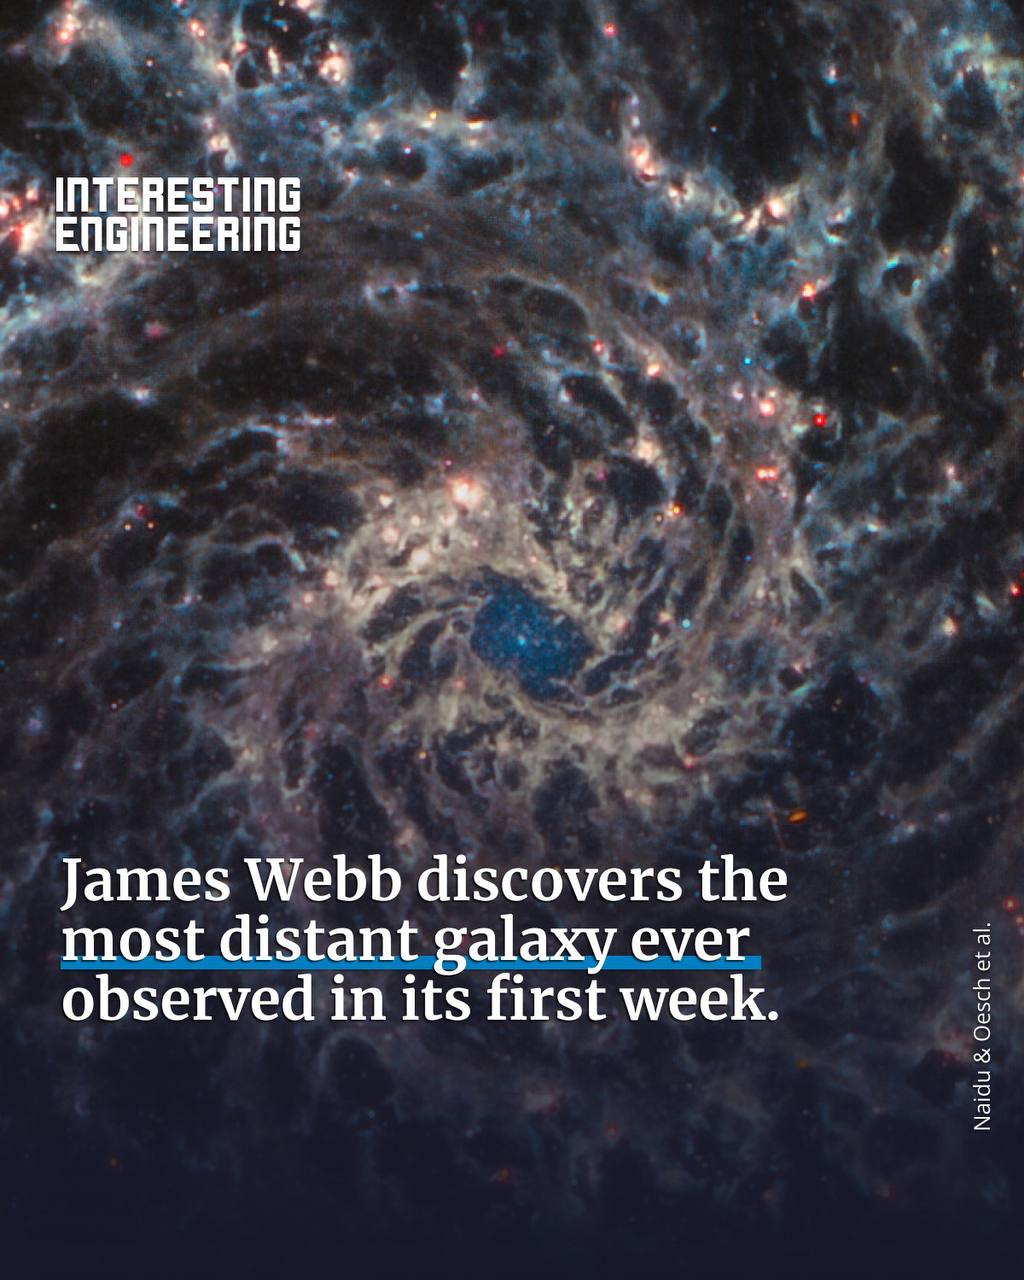 INTERESTING
ENGINEERING
James Webb discovers the
most distant galaxy ever
observed in its first week.
Naidu & Oesch et al.